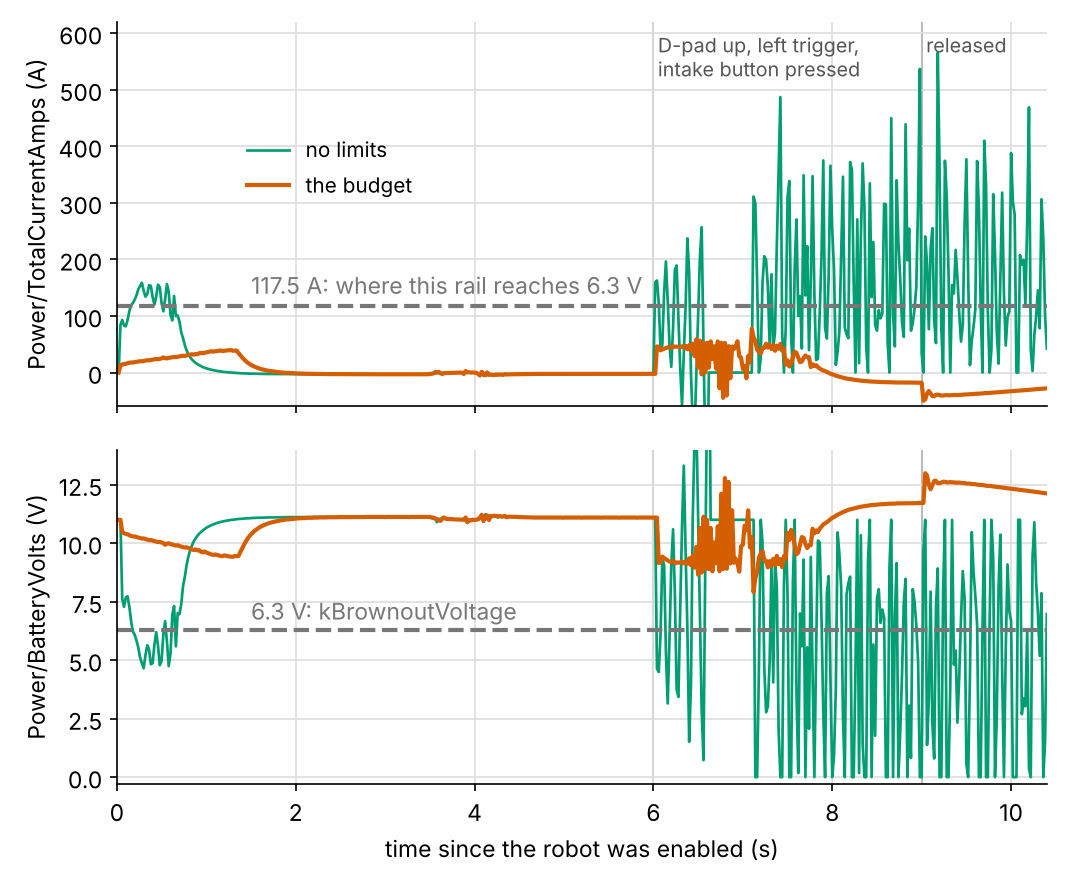 600
500
400
300
200
100
0
Power/TotalCurrentAmps (A)
D-pad up, left trigger,
intake button pressed
released
no limits
the budget
117.5 A: where this rail reaches 6.3 V
12.5
10.0
7.5
5.0
2.5
0.0
Power/BatteryVolts (V)
6.3 V: kBrownoutVoltage
0 2 4 6 8 10
time since the robot was enabled (s)